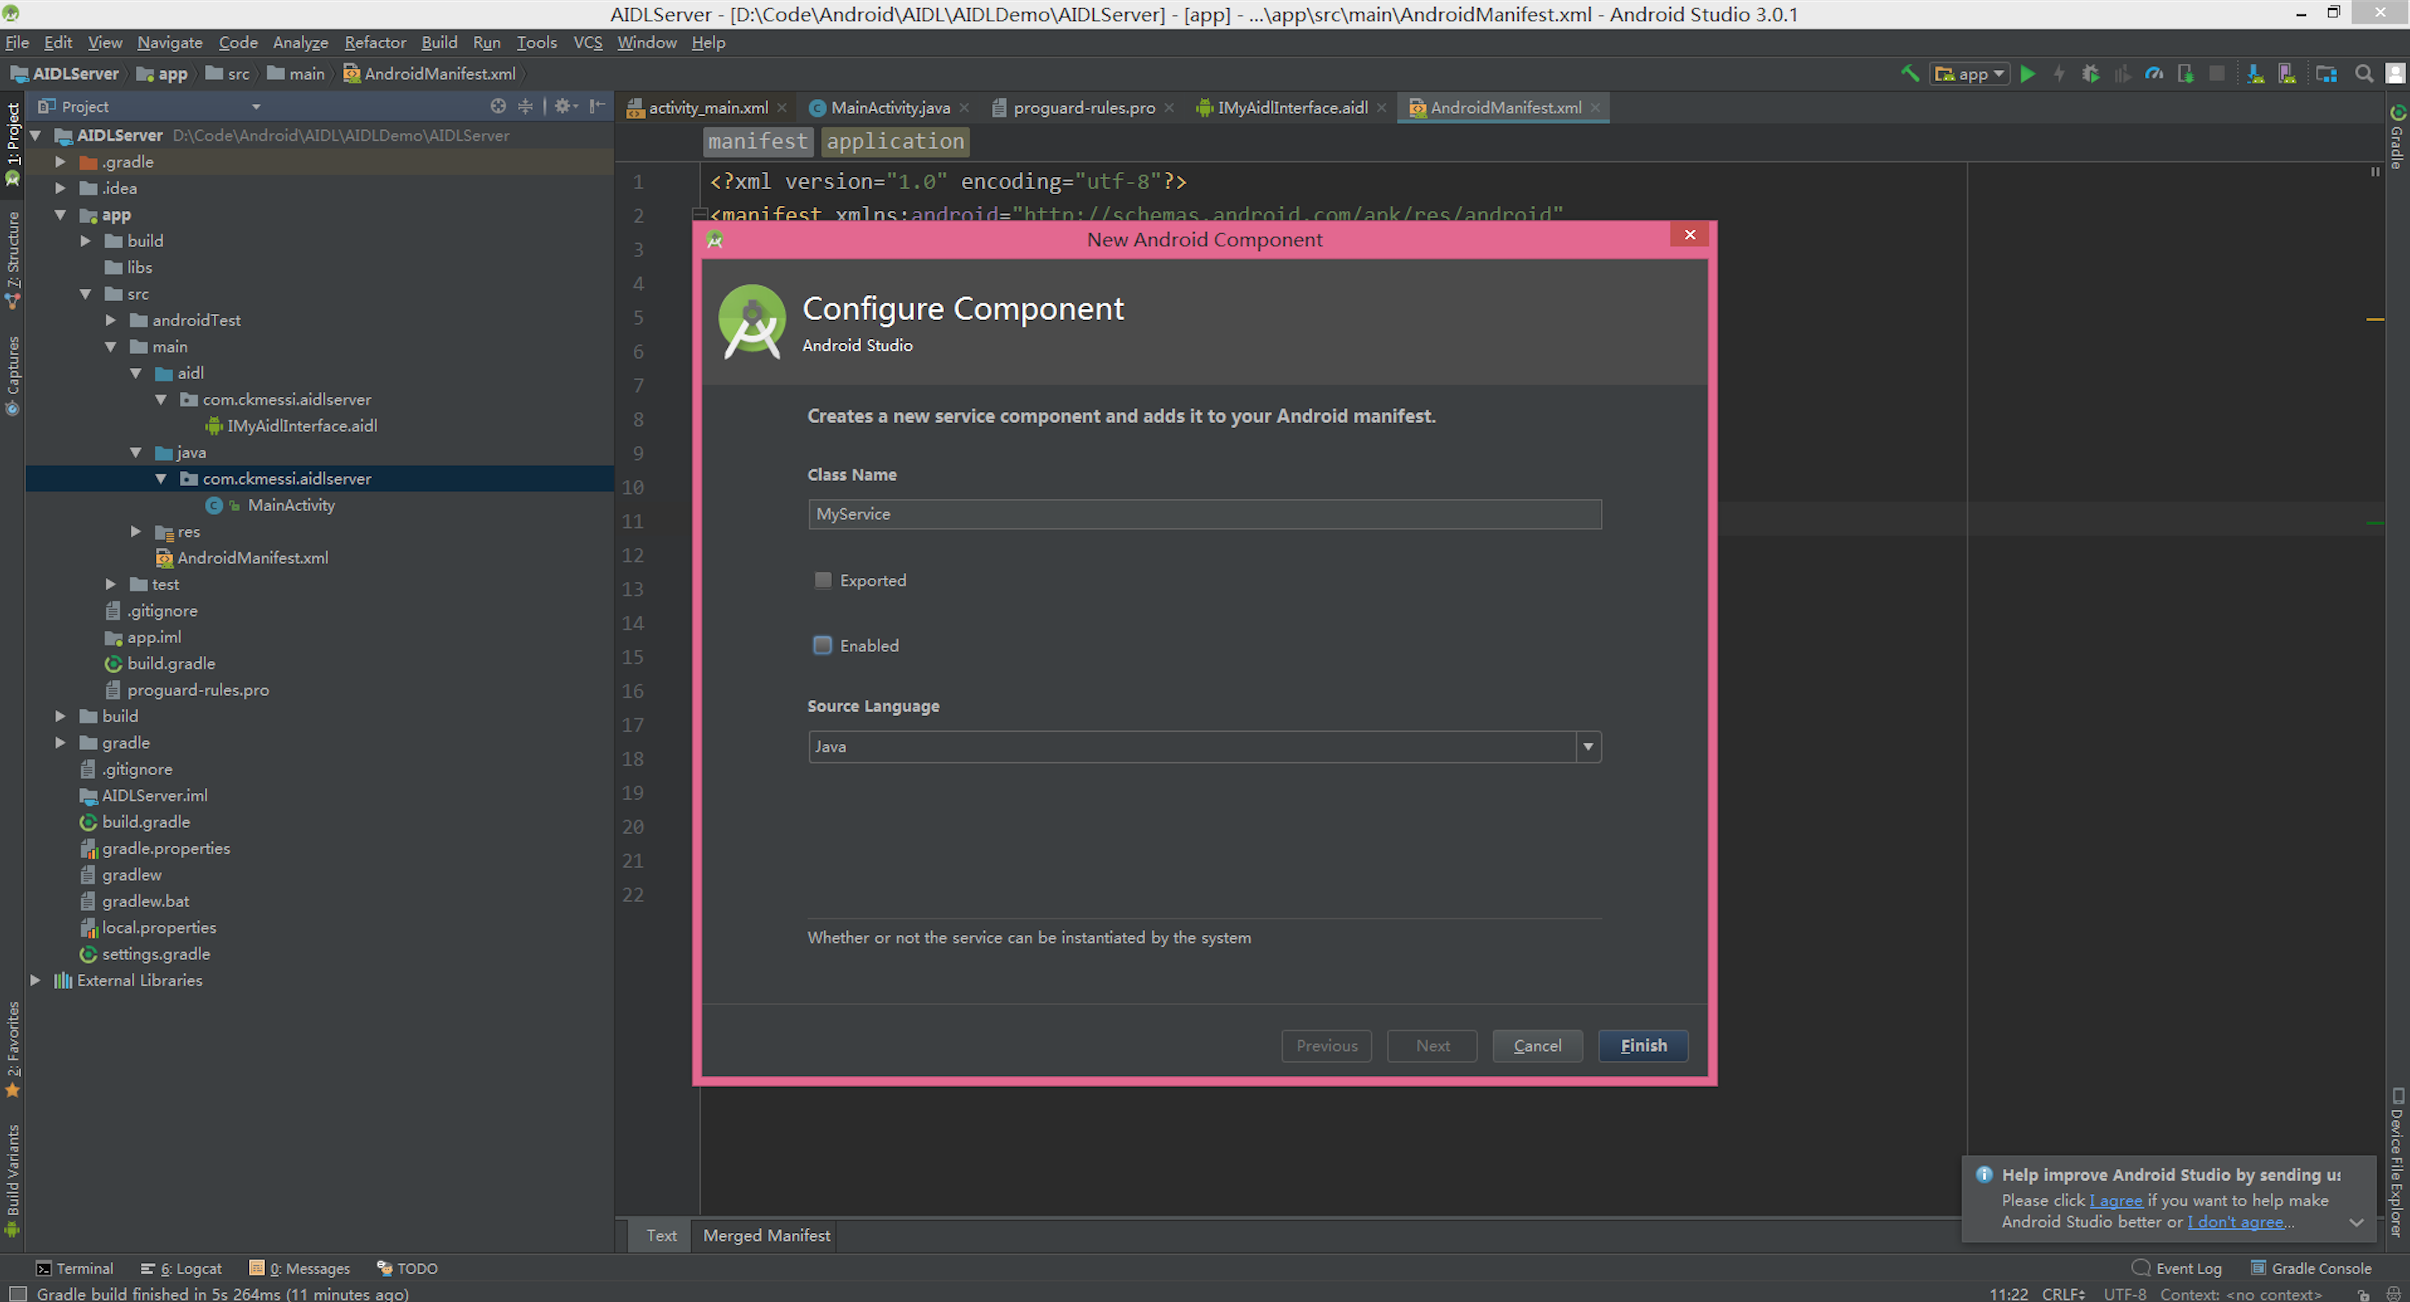 AIDLServer - [D:\Code\Android\AIDL\AIDLDemo\AIDLServer] - [app] - ...\app\src\main\AndroidManifest.xml - Android Studio 3.0.1
File Edit View Navigate Code Analyze Refactor Build Run Tools VCS Window Help
AIDLServer app src main AndroidManifest.xml
app
Project
activity_main.xml MainActivity.java proguard-rules.pro IMyAidlInterface.aidl AndroidManifest.xml
manifest application
1: Project
7: Structure
Captures
2: Favorites
Build Variants
AIDLServer D:\Code\Android\AIDL\AIDLDemo\AIDLServer
.gradle
.idea
app
build
libs
src
androidTest
main
aidl
com.ckmessi.aidlserver
IMyAidlInterface.aidl
java
com.ckmessi.aidlserver
MainActivity
res
AndroidManifest.xml
test
.gitignore
app.iml
build.gradle
proguard-rules.pro
build
gradle
.gitignore
AIDLServer.iml
build.gradle
gradle.properties
gradlew
gradlew.bat
local.properties
settings.gradle
External Libraries
1 <?xml version="1.0" encoding="utf-8"?>
2 <manifest xmlns:android="http://schemas.android.com/apk/res/android"
3
4
5
6
7
8
9
10
11
12
13
14
15
16
17
18
19
20
21
22
New Android Component
Configure Component
Android Studio
Creates a new service component and adds it to your Android manifest.
Class Name
MyService
Exported
Enabled
Source Language
Java
Whether or not the service can be instantiated by the system
Previous Next Cancel Finish
Gradle
Device File Explorer
Help improve Android Studio by sending us
Please click I agree if you want to help make
Android Studio better or I don't agree...
Text Merged Manifest
Terminal 6: Logcat 0: Messages TODO Event Log Gradle Console
Gradle build finished in 5s 264ms (11 minutes ago) 11:22 CRLF UTF-8 Context: <no context>